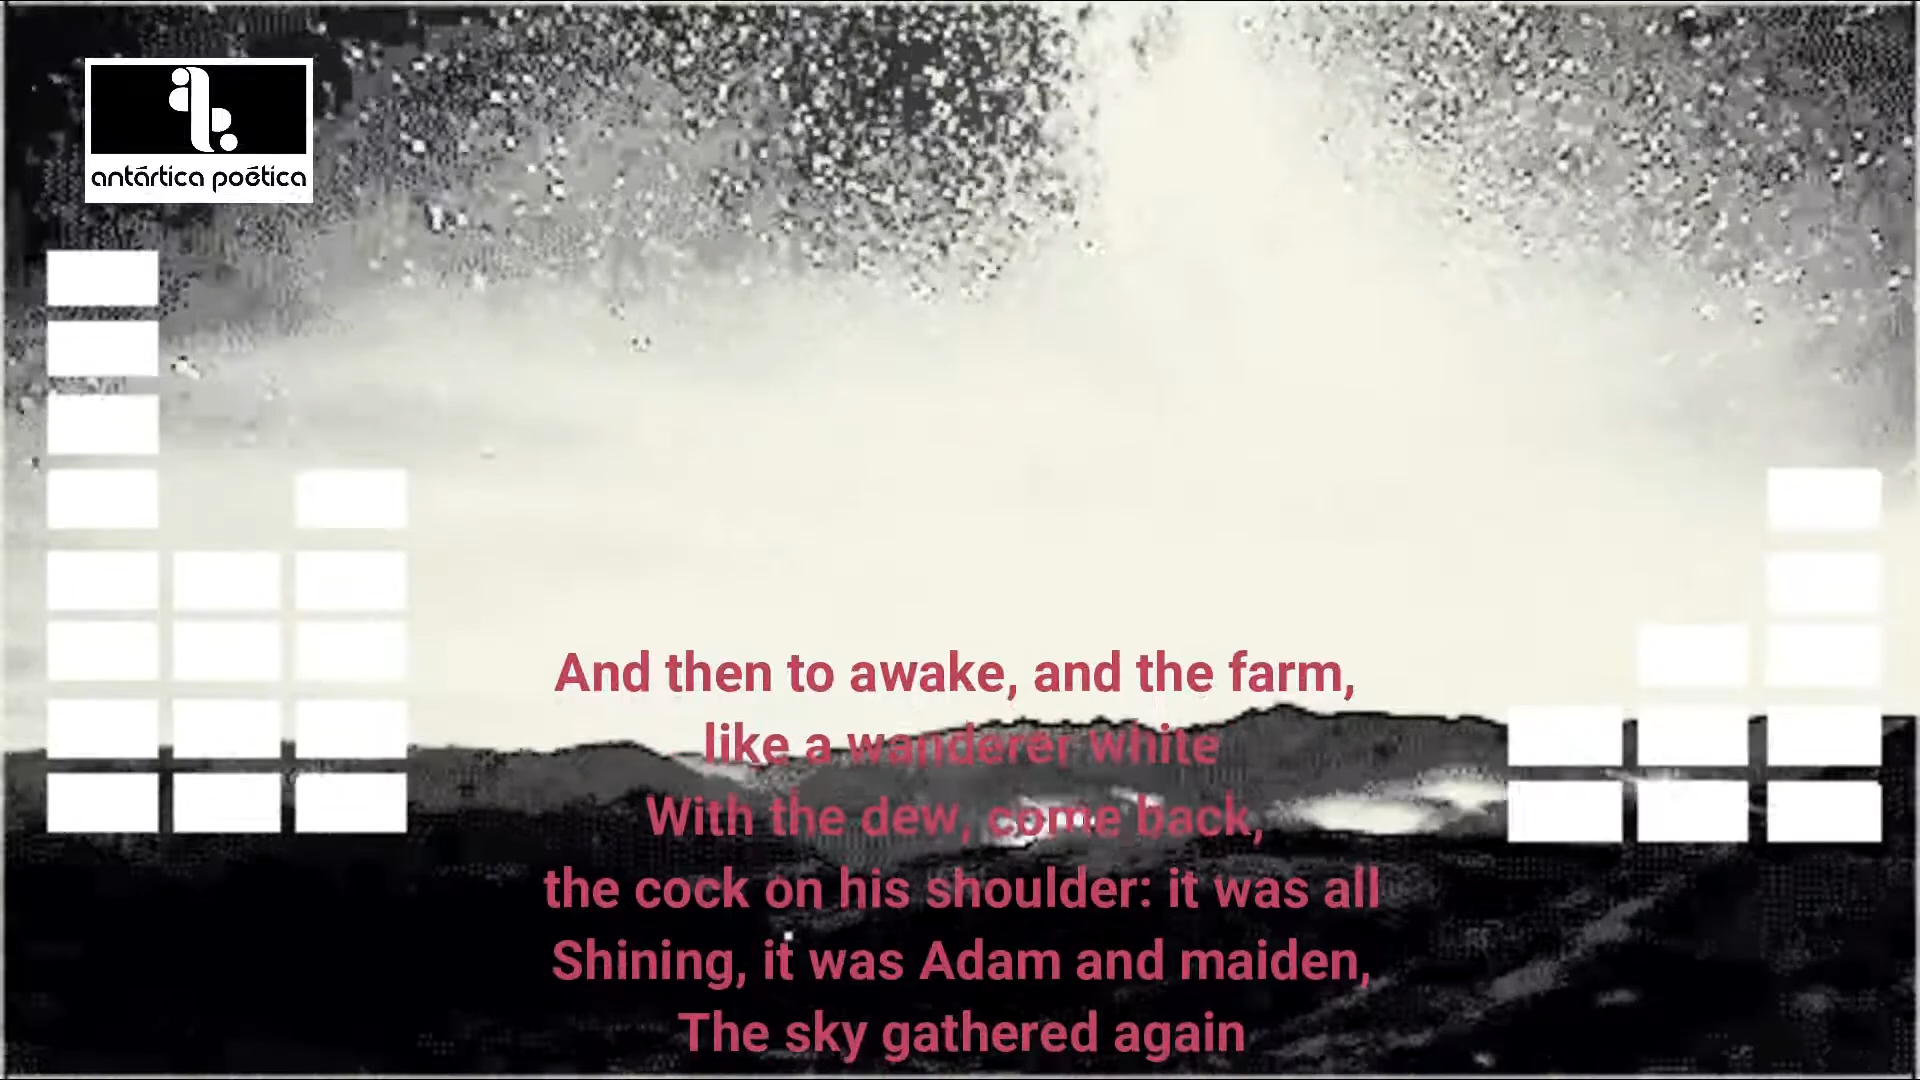 antártica poética
And then to awake, and the farm,
like a wanderer white
With the dew, come back,
the cock on his shoulder: it was all
Shining, it was Adam and maiden,
The sky gathered again